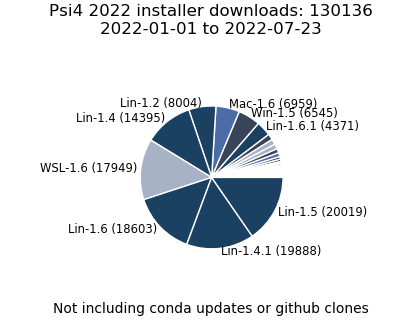 Psi4 2022 installer downloads: 130136
2022-01-01 to 2022-07-23
Lin-1.2 (8004)
Mac-1.6 (6959)
Win-1.5 (6545)
Lin-1.4 (14395)
Lin-1.6.1 (4371)
WSL-1.6 (17949)
Lin-1.5 (20019)
Lin-1.6 (18603)
Lin-1.4.1 (19888)
Not including conda updates or github clones